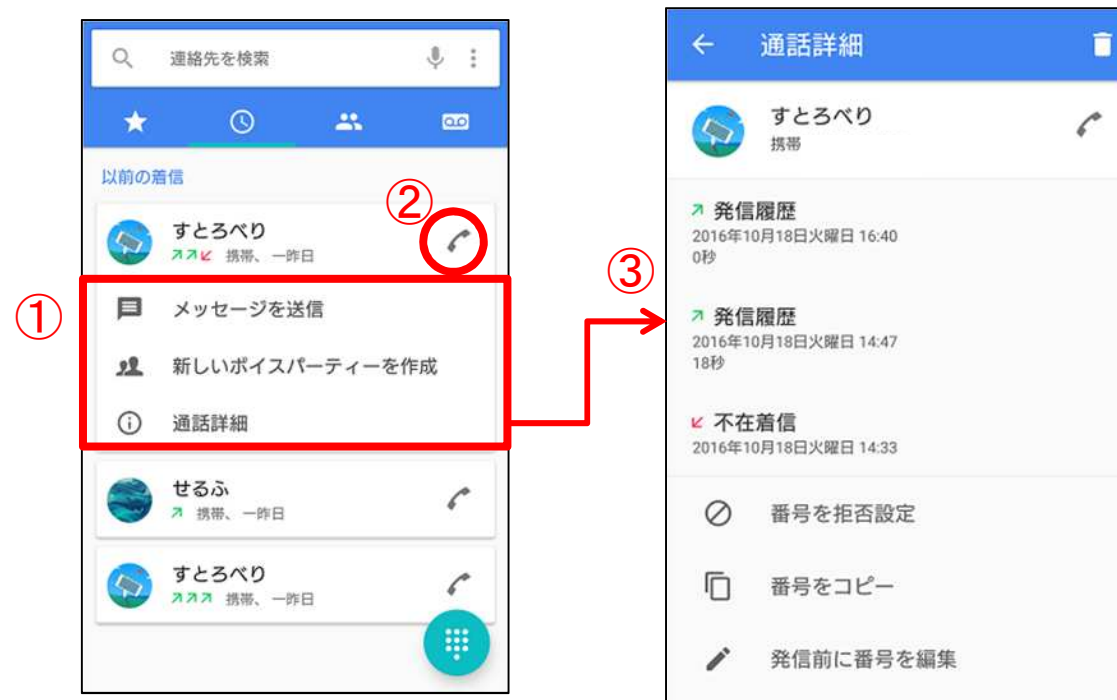 連絡先を検索
以前の着信
②
すとろべり
携帯、一昨日
①
メッセージを送信
新しいボイスパーティーを作成
通話詳細
せるふ
携帯、一昨日
すとろべり
携帯、一昨日
③
通話詳細
すとろべり
携帯
発信履歴
2016年10月18日火曜日 16:40
0秒
発信履歴
2016年10月18日火曜日 14:47
18秒
不在着信
2016年10月18日火曜日 14:33
番号を拒否設定
番号をコピー
発信前に番号を編集